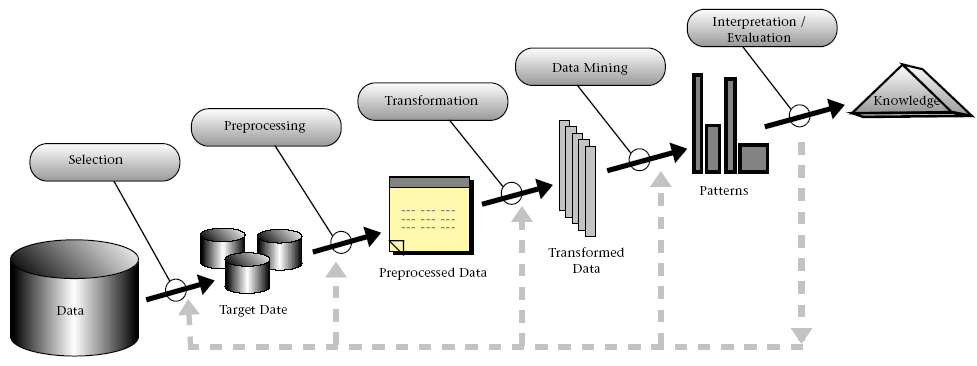 Interpretation /
Evaluation
Data Mining
Transformation
Preprocessing
Selection
Knowledge
Patterns
Transformed
Data
Preprocessed Data
Target Date
Data